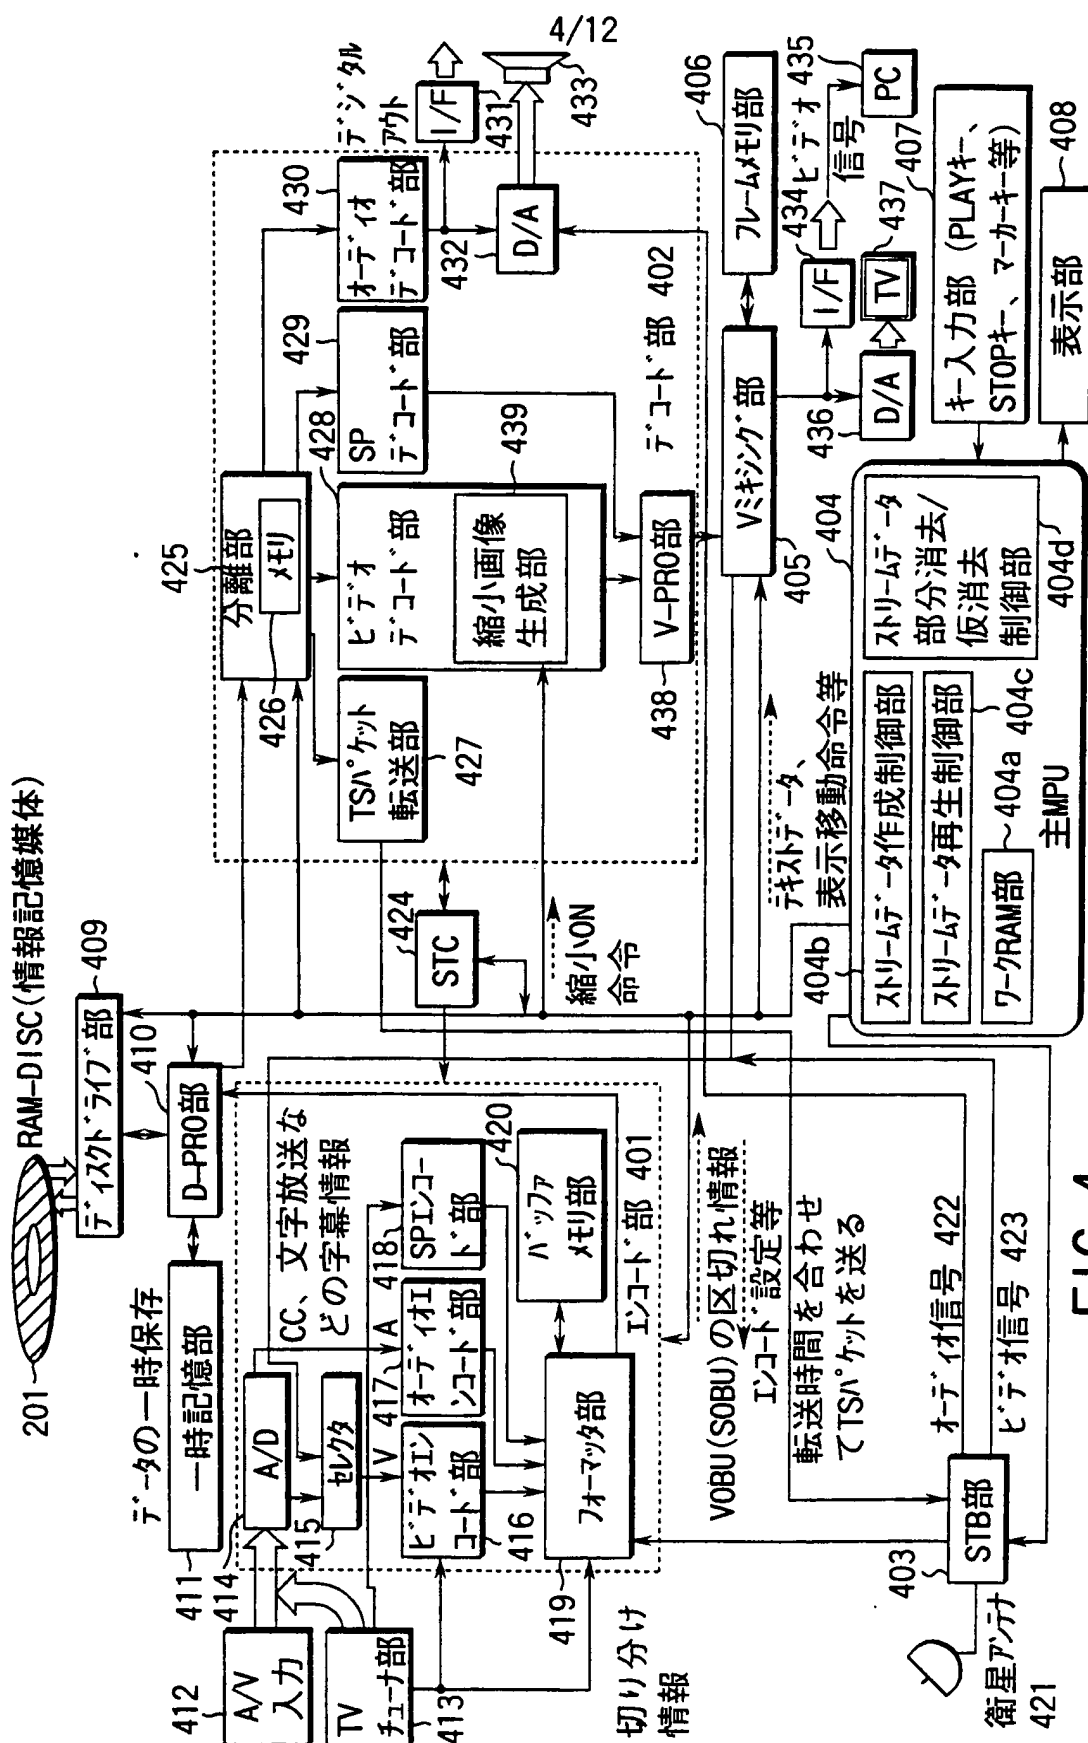 4/12
RAM-DISC(情報記憶媒体)
201
ディスクドライブ部
409
データの一時保存
一時記憶部
411
D-PRO部
410
A/V
入力
412
TV
チューナ部
413
A/D
414
セレクタ
415
CC、文字放送な
どの字幕情報
V
A
ビデオエン
コード部
416
オーディオエ
ンコード部
417
SPエンコー
ド部
418
フォーマッタ部
419
バッファ
メモリ部
420
エンコード部 401
切り分け
情報
STC
424
縮小ON
命令
分離部
425
メモリ
426
TSパケット
転送部
427
ビデオ
デコード部
428
縮小画像
生成部
439
SP
デコード部
429
オーディオ
デコード部
430
V-PRO部
438
デコード部 402
デジタル
アウト
I/F
431
D/A
432
433
Vミキシング部
405
フレームメモリ部
406
I/F
434
ビデオ
信号
PC
435
D/A
436
TV
437
キー入力部 (PLAYキー、
STOPキー、マーカーキー等)
407
表示部
408
テキストデータ、
表示移動命令等
404
404b
ストリームデータ作成制御部
ストリームデータ再生制御部
404c
ワークRAM部
404a
ストリームデータ
部分消去/
仮消去
制御部
404d
主MPU
VOBU(SOBU)の区切れ情報
エンコード設定等
転送時間を合わせ
てTSパケットを送る
オーディオ信号 422
ビデオ信号 423
STB部
403
衛星アンテナ
421